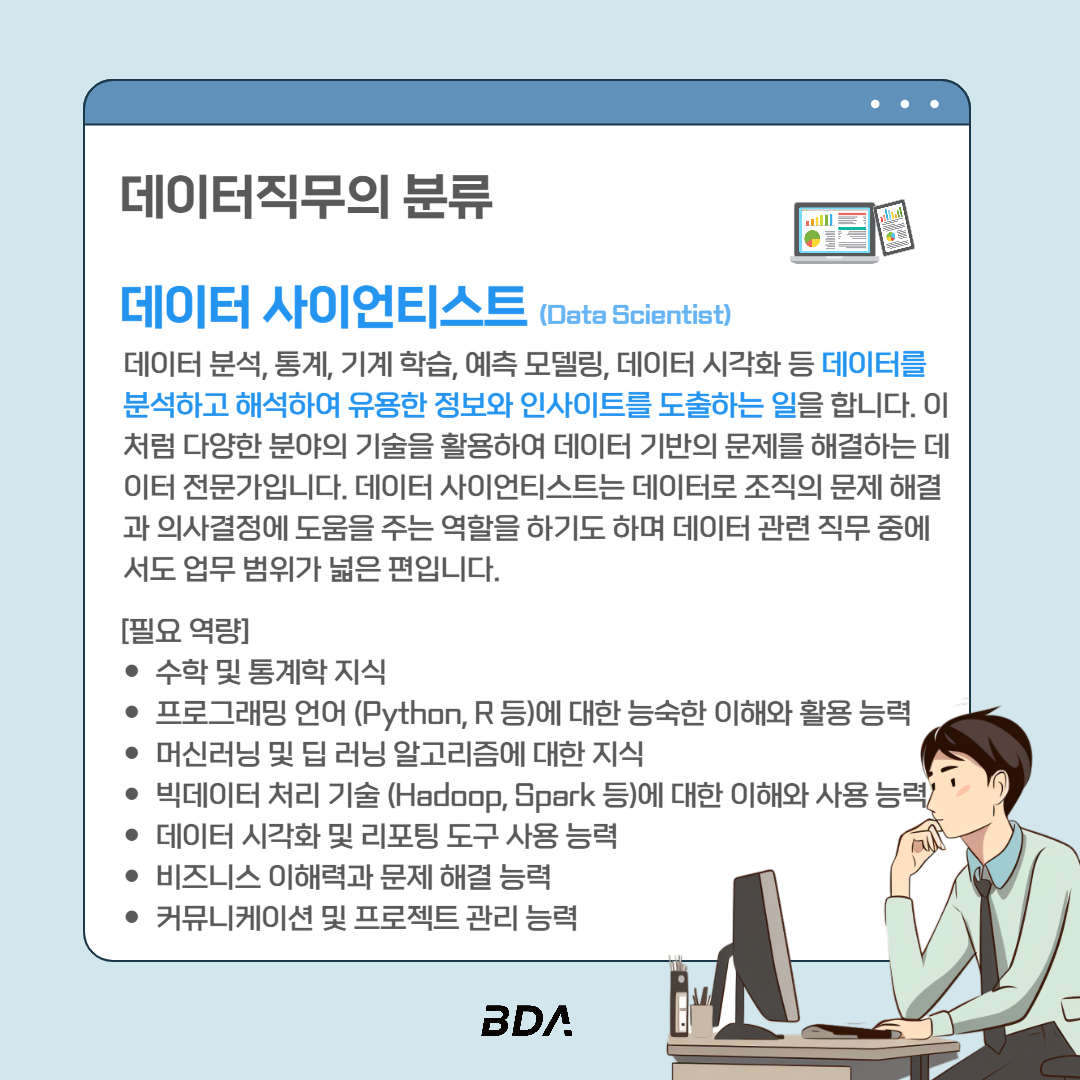 데이터직무의 분류
데이터 사이언티스트 (Data Scientist)
데이터 분석, 통계, 기계 학습, 예측 모델링, 데이터 시각화 등 데이터를
분석하고 해석하여 유용한 정보와 인사이트를 도출하는 일을 합니다. 이
처럼 다양한 분야의 기술을 활용하여 데이터 기반의 문제를 해결하는 데
이터 전문가입니다. 데이터 사이언티스트는 데이터로 조직의 문제 해결
과 의사결정에 도움을 주는 역할을 하기도 하며 데이터 관련 직무 중에
서도 업무 범위가 넓은 편입니다.
[필요 역량]
• 수학 및 통계학 지식
• 프로그래밍 언어 (Python, R 등)에 대한 능숙한 이해와 활용 능력
• 머신러닝 및 딥 러닝 알고리즘에 대한 지식
• 빅데이터 처리 기술 (Hadoop, Spark 등)에 대한 이해와 사용 능력
• 데이터 시각화 및 리포팅 도구 사용 능력
• 비즈니스 이해력과 문제 해결 능력
• 커뮤니케이션 및 프로젝트 관리 능력
BDA